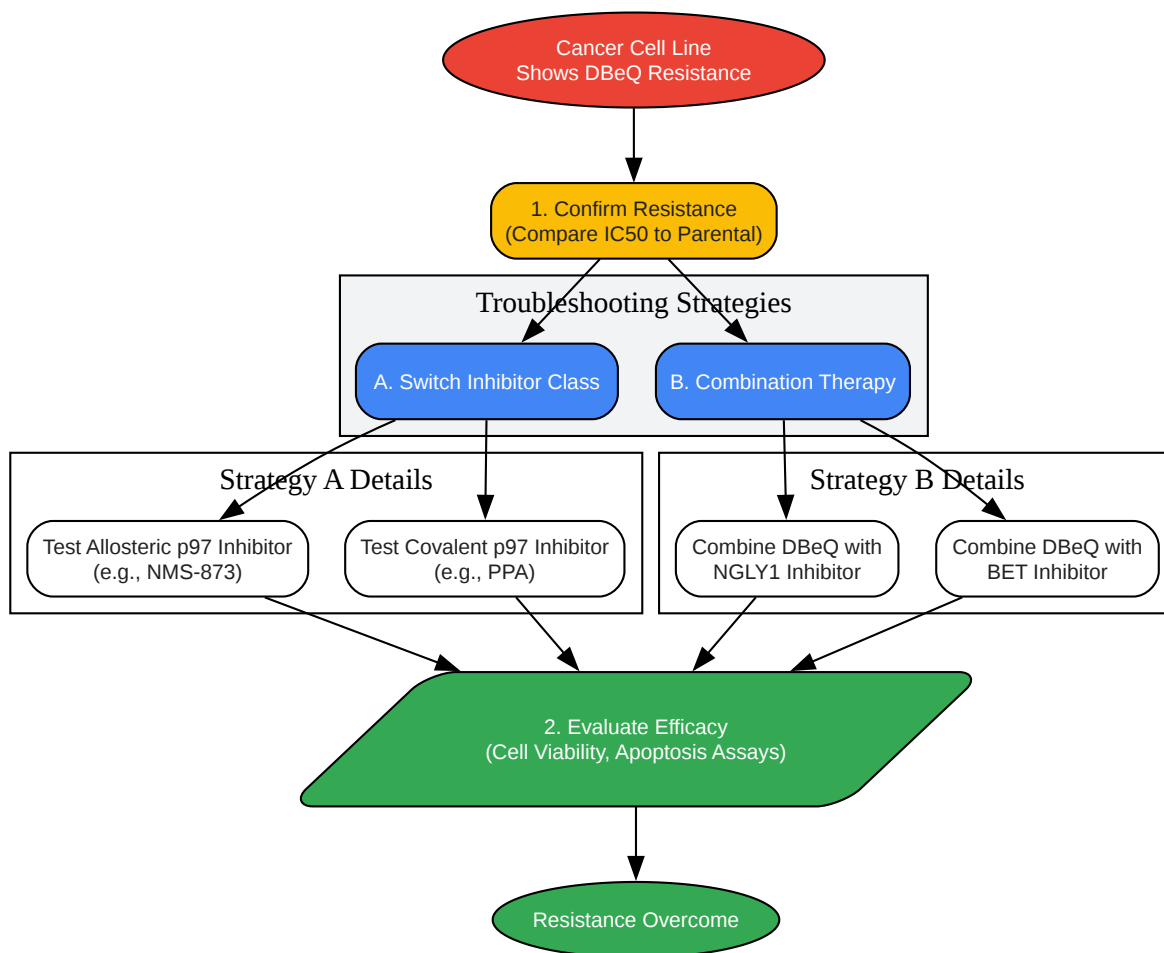 Cancer Cell Line
Shows DBeQ Resistance
1. Confirm Resistance
(Compare IC50 to Parental)
Troubleshooting Strategies
A. Switch Inhibitor Class
B. Combination Therapy
Strategy A Details
Test Allosteric p97 Inhibitor
(e.g., NMS-873)
Test Covalent p97 Inhibitor
(e.g., PPA)
Strategy B Details
Combine DBeQ with
NGLY1 Inhibitor
Combine DBeQ with
BET Inhibitor
2. Evaluate Efficacy
(Cell Viability, Apoptosis Assays)
Resistance Overcome